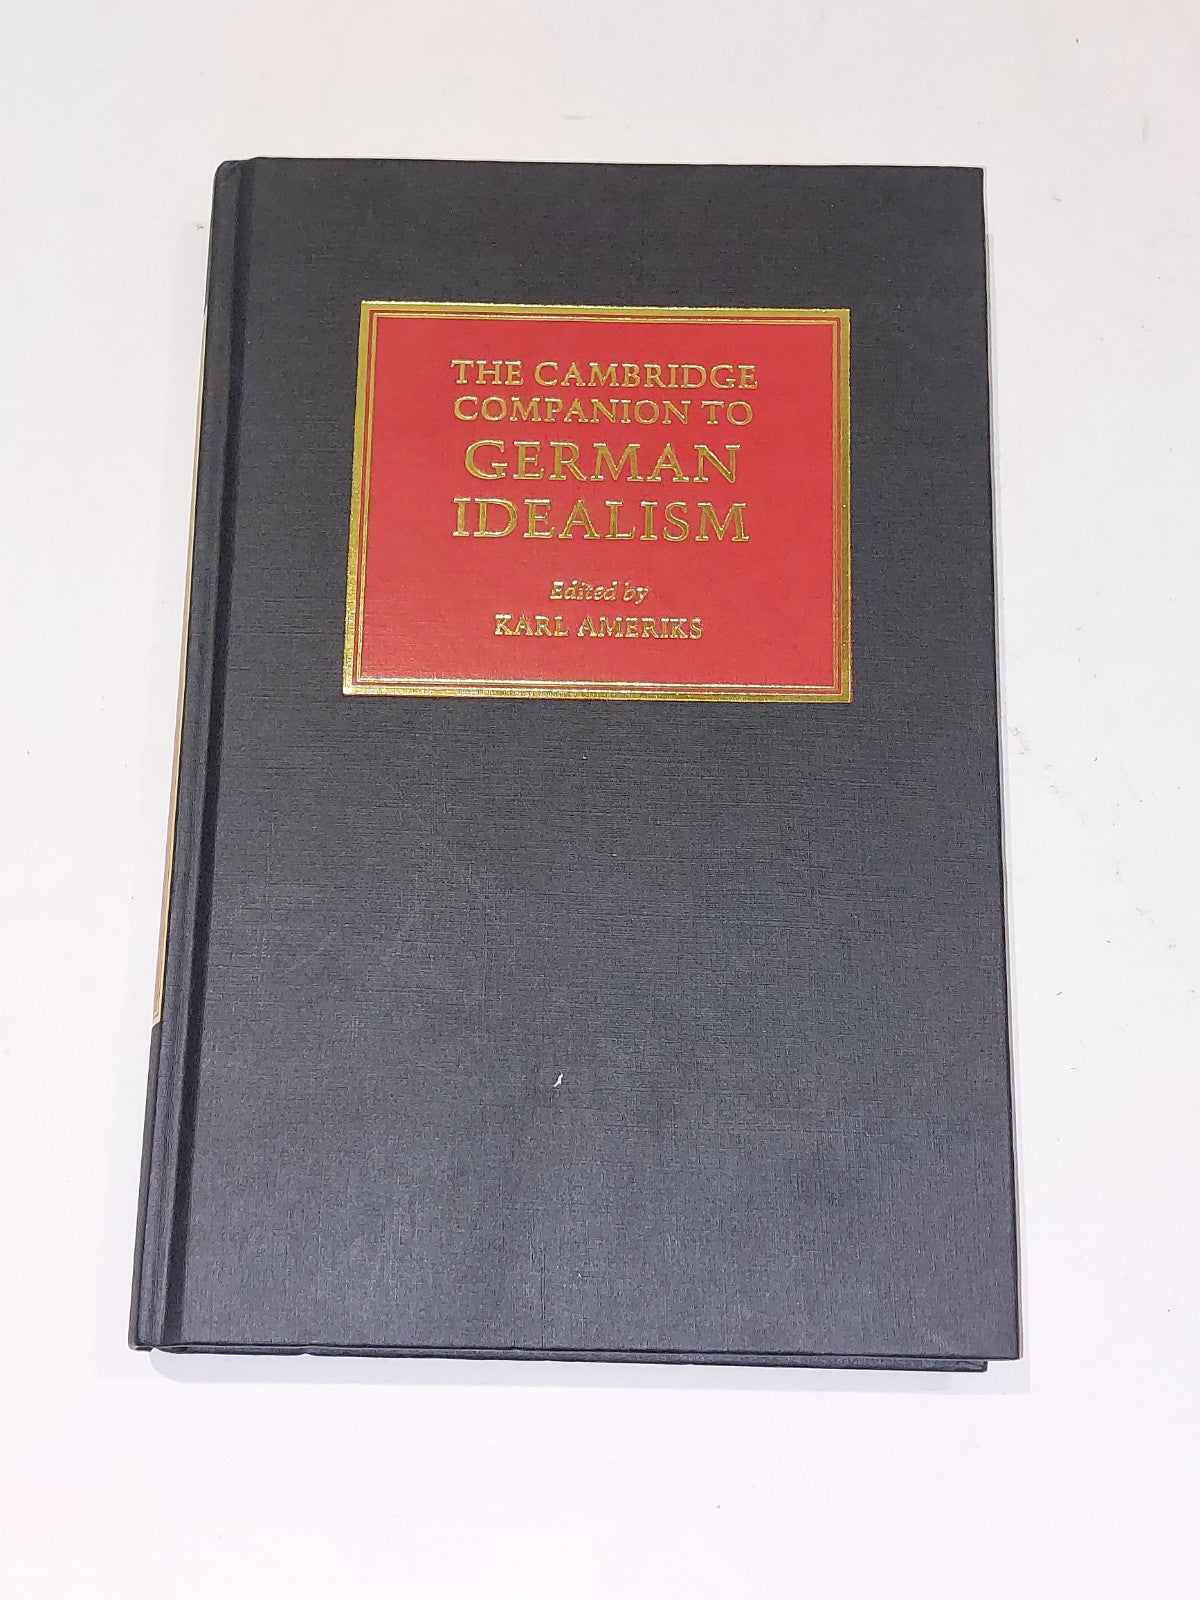 THE CAMBRIDGE
COMPANION TO
GERMAN
IDEALISM
Edited by
KARL AMERIKS